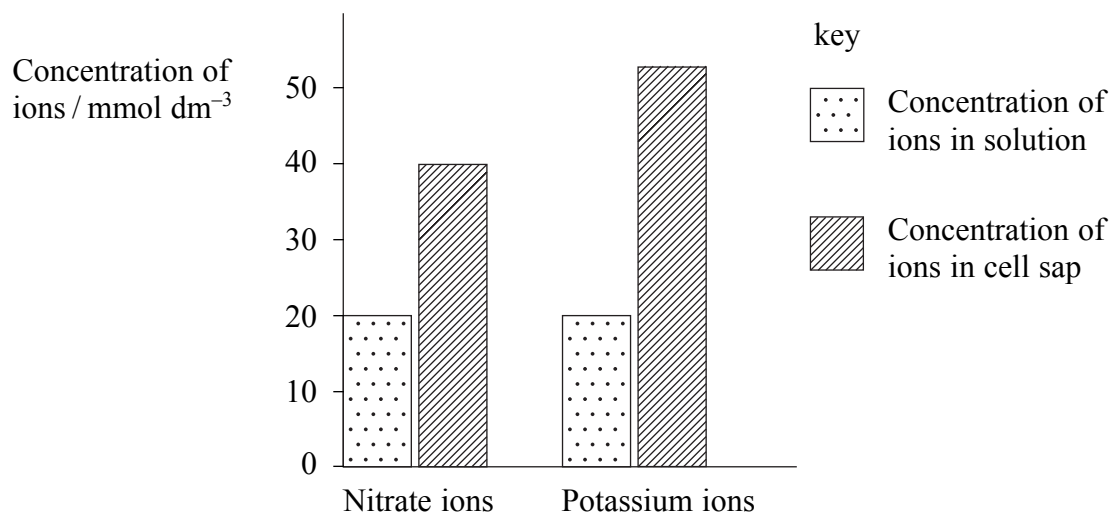 Concentration of
ions / mmol dm⁻³
50
40
30
20
10
0
Nitrate ions
Potassium ions
key
Concentration of
ions in solution
Concentration of
ions in cell sap